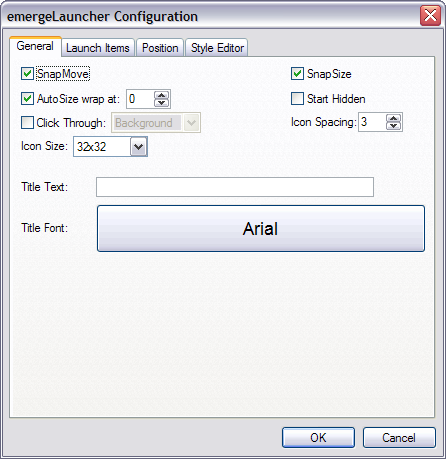 emergeLauncher Configuration
General Launch Items Position Style Editor
SnapMove SnapSize
AutoSize wrap at: 0 Start Hidden
Click Through: Background Icon Spacing: 3
Icon Size: 32x32
Title Text:
Title Font: Arial
OK Cancel